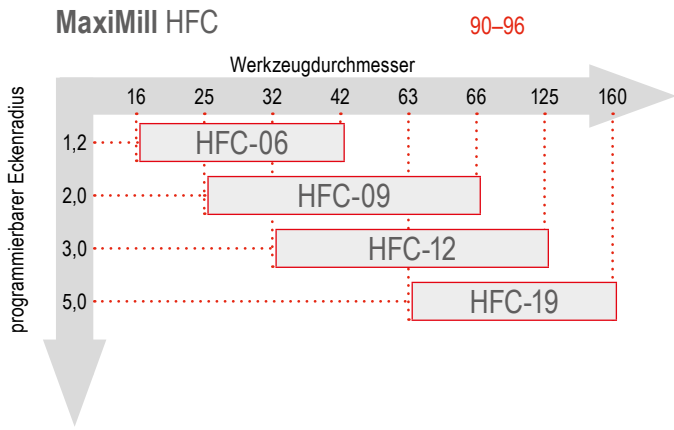 MaxiMill HFC 90–96
Werkzeugdurchmesser
16 25 32 42 63 66 125 160
programmierbarer Eckenradius
1,2 HFC-06
2,0 HFC-09
3,0 HFC-12
5,0 HFC-19